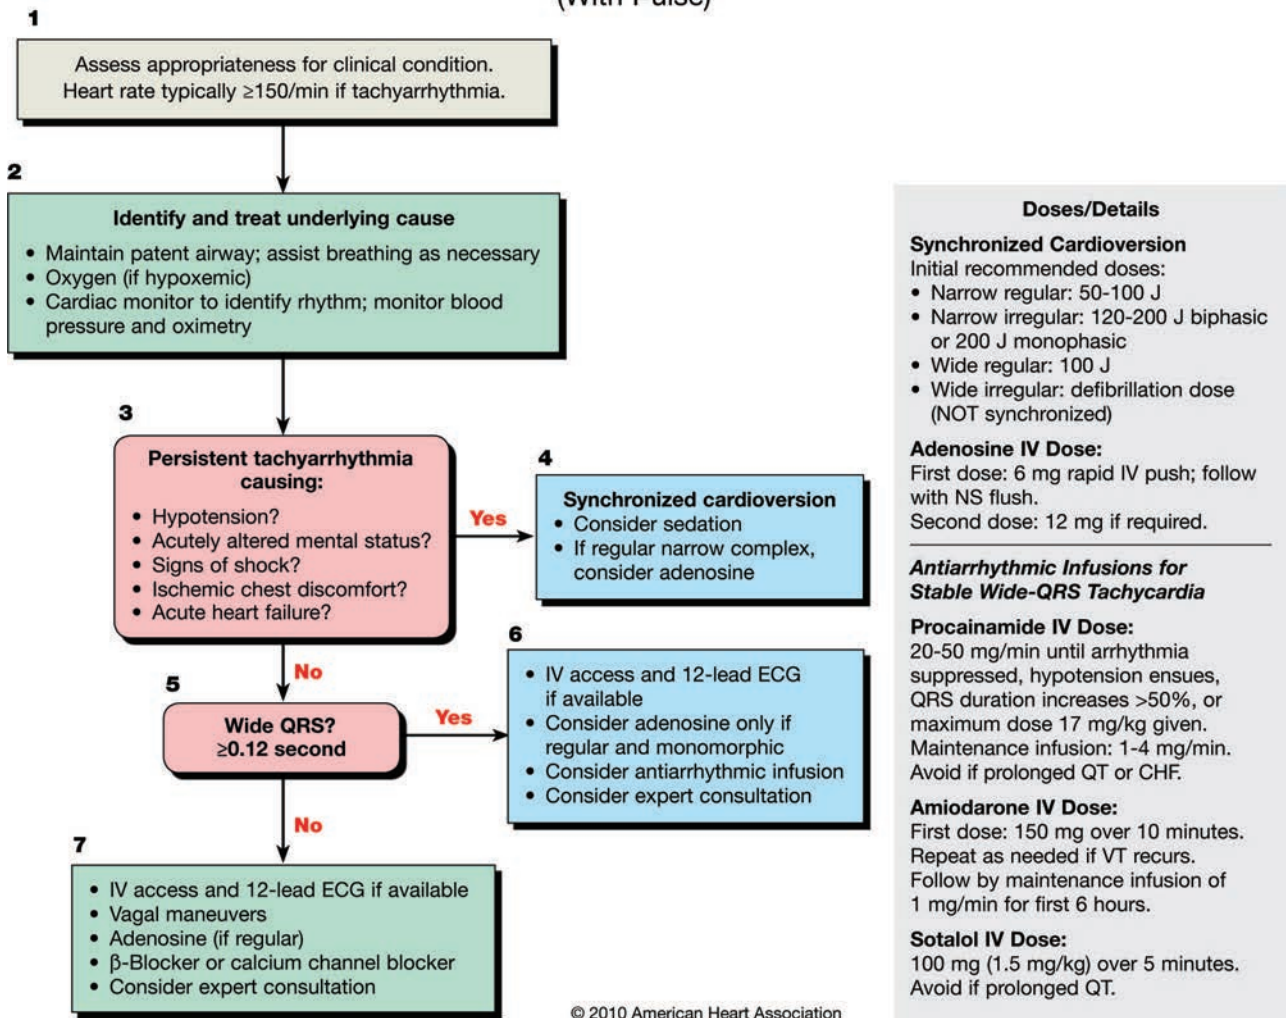 (With Pulse)
1
Assess appropriateness for clinical condition.
Heart rate typically ≥150/min if tachyarrhythmia.
2
Identify and treat underlying cause
• Maintain patent airway; assist breathing as necessary
• Oxygen (if hypoxemic)
• Cardiac monitor to identify rhythm; monitor blood
pressure and oximetry
3
Persistent tachyarrhythmia
causing:
• Hypotension?
• Acutely altered mental status?
• Signs of shock?
• Ischemic chest discomfort?
• Acute heart failure?
Yes
4
Synchronized cardioversion
• Consider sedation
• If regular narrow complex,
consider adenosine
No
5
Wide QRS?
≥0.12 second
Yes
6
• IV access and 12-lead ECG
if available
• Consider adenosine only if
regular and monomorphic
• Consider antiarrhythmic infusion
• Consider expert consultation
No
7
• IV access and 12-lead ECG if available
• Vagal maneuvers
• Adenosine (if regular)
• β-Blocker or calcium channel blocker
• Consider expert consultation
Doses/Details
Synchronized Cardioversion
Initial recommended doses:
• Narrow regular: 50-100 J
• Narrow irregular: 120-200 J biphasic
or 200 J monophasic
• Wide regular: 100 J
• Wide irregular: defibrillation dose
(NOT synchronized)
Adenosine IV Dose:
First dose: 6 mg rapid IV push; follow
with NS flush.
Second dose: 12 mg if required.
Antiarrhythmic Infusions for
Stable Wide-QRS Tachycardia
Procainamide IV Dose:
20-50 mg/min until arrhythmia
suppressed, hypotension ensues,
QRS duration increases >50%, or
maximum dose 17 mg/kg given.
Maintenance infusion: 1-4 mg/min.
Avoid if prolonged QT or CHF.
Amiodarone IV Dose:
First dose: 150 mg over 10 minutes.
Repeat as needed if VT recurs.
Follow by maintenance infusion of
1 mg/min for first 6 hours.
Sotalol IV Dose:
100 mg (1.5 mg/kg) over 5 minutes.
Avoid if prolonged QT.
© 2010 American Heart Association